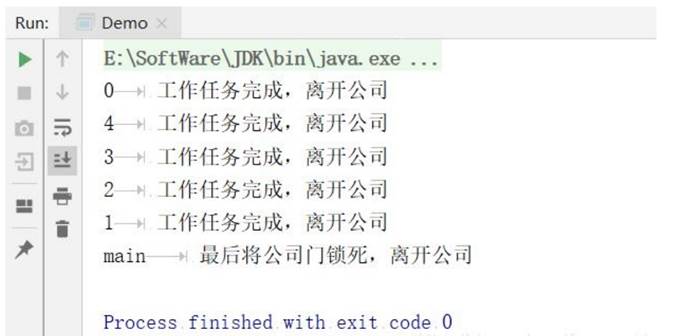 Run: Demo
E:\SoftWare\JDK\bin\java.exe ...
0 工作任务完成，离开公司
4 工作任务完成，离开公司
3 工作任务完成，离开公司
2 工作任务完成，离开公司
1 工作任务完成，离开公司
main 最后将公司门锁死，离开公司
Process finished with exit code 0